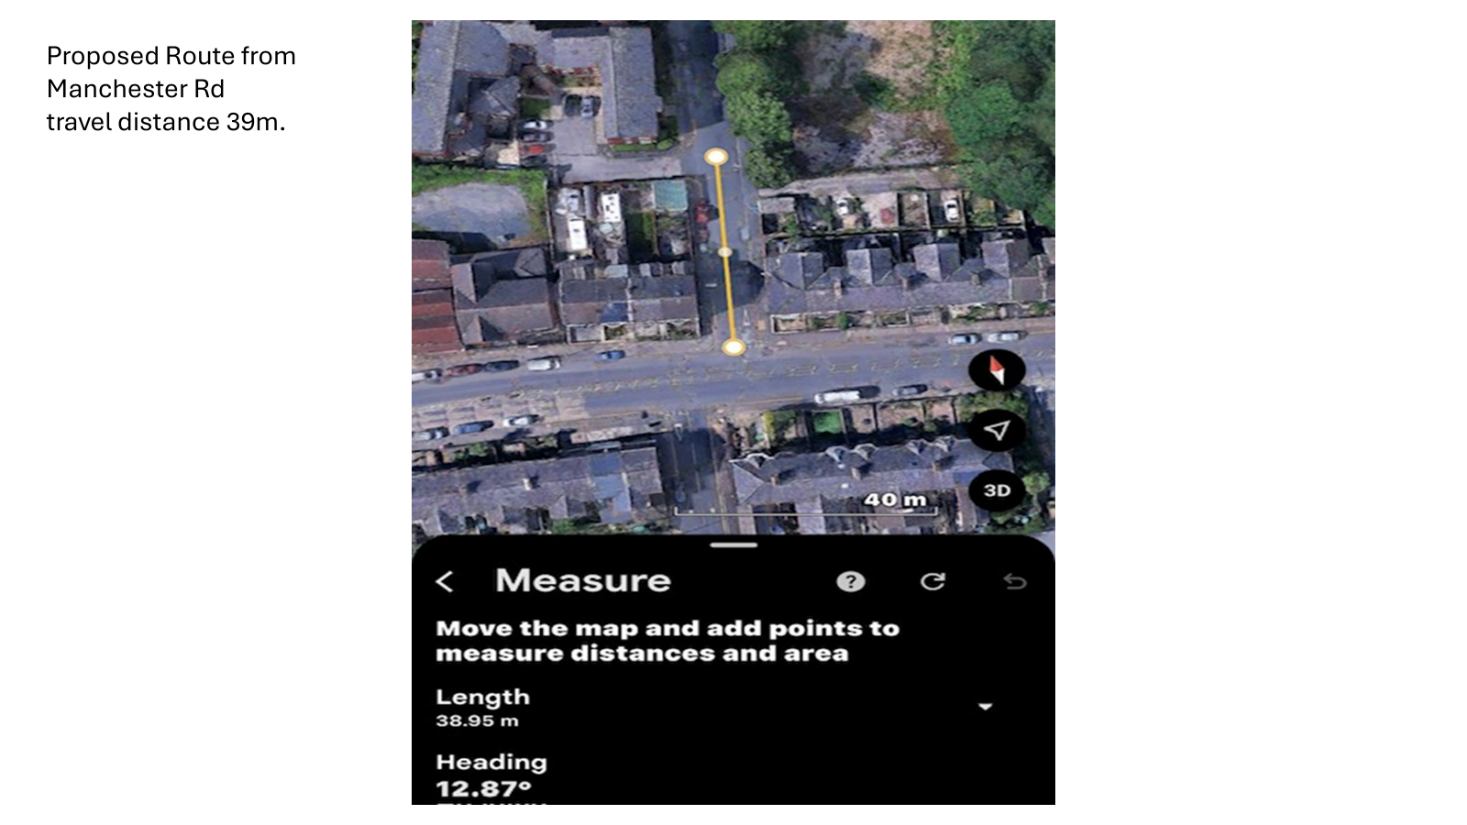 Proposed Route from
Manchester Rd
travel distance 39m.
3D
40 m
Measure
Move the map and add points to
measure distances and area
Length
38.95 m
Heading
12.87°